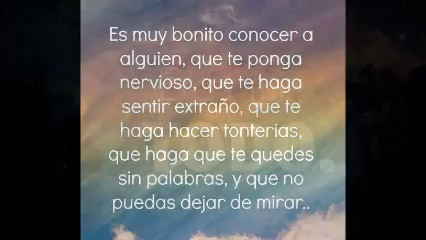 Es muy bonito conocer a
alguien, que te ponga
nervioso, que te haga
sentir extraño, que te
haga hacer tonterias,
que haga que te quedes
sin palabras, y que no
puedas dejar de mirar..